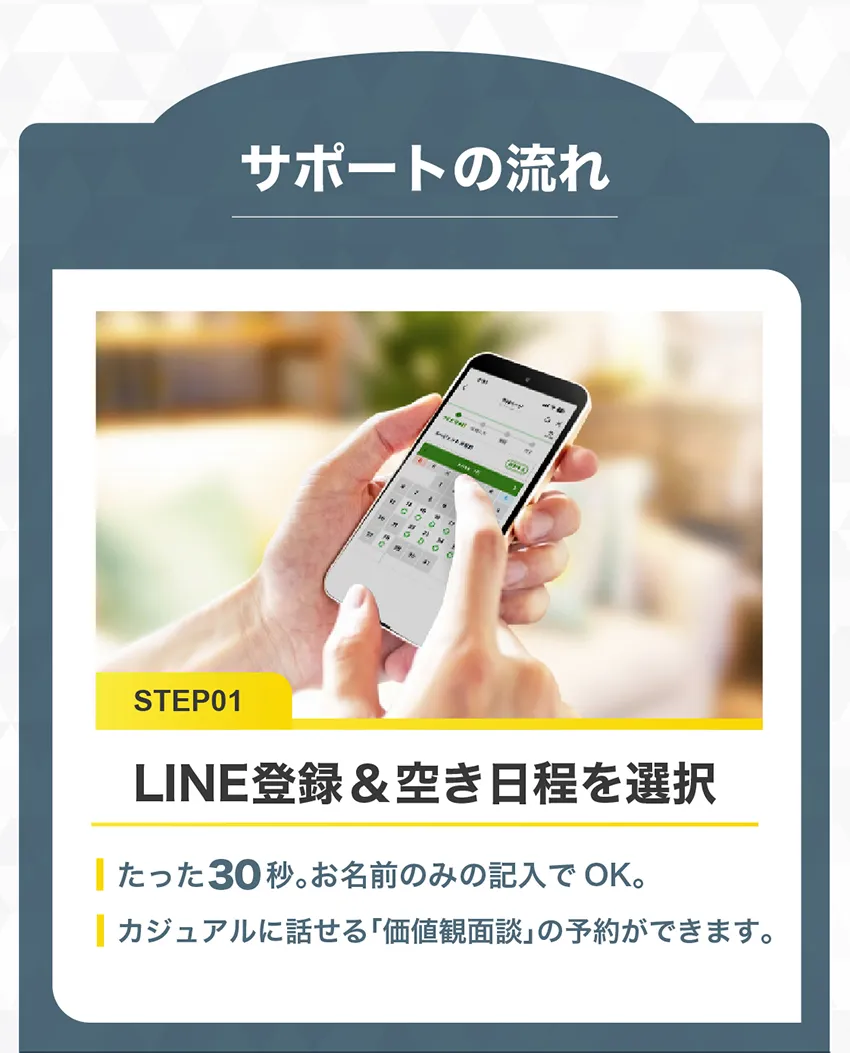 サポートの流れ
STEP01
LINE登録＆空き日程を選択
たった30秒。お名前のみの記入でOK。
カジュアルに話せる「価値観面談」の予約ができます。